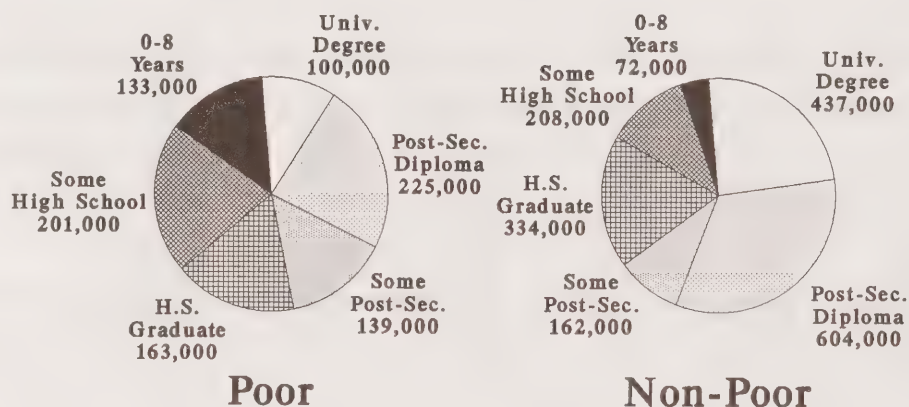 0-8
Years
133,000
Univ.
Degree
100,000
Post-Sec.
Diploma
225,000
Some
Post-Sec.
139,000
H.S.
Graduate
163,000
Some
High School
201,000
Poor
0-8
Years
72,000
Univ.
Degree
437,000
Post-Sec.
Diploma
604,000
Some
Post-Sec.
162,000
H.S.
Graduate
334,000
Some
High School
208,000
Non-Poor